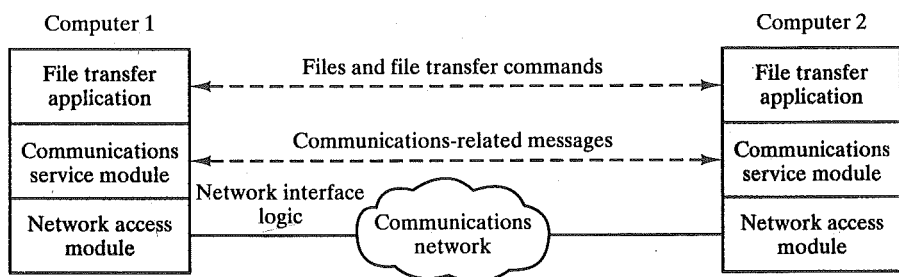 Computer 1
Computer 2
File transfer
application
Files and file transfer commands
File transfer
application
Communications
service module
Communications-related messages
Communications
service module
Network access
module
Network interface
logic
Communications
network
Network access
module